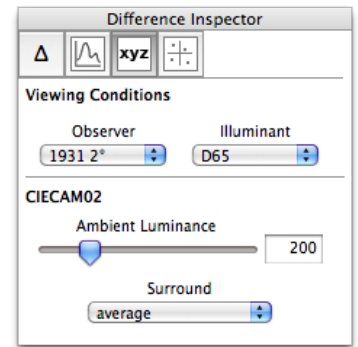 Difference Inspector
Δ xyz
Viewing Conditions
Observer Illuminant
1931 2° D65
CIECAM02
Ambient Luminance
200
Surround
average